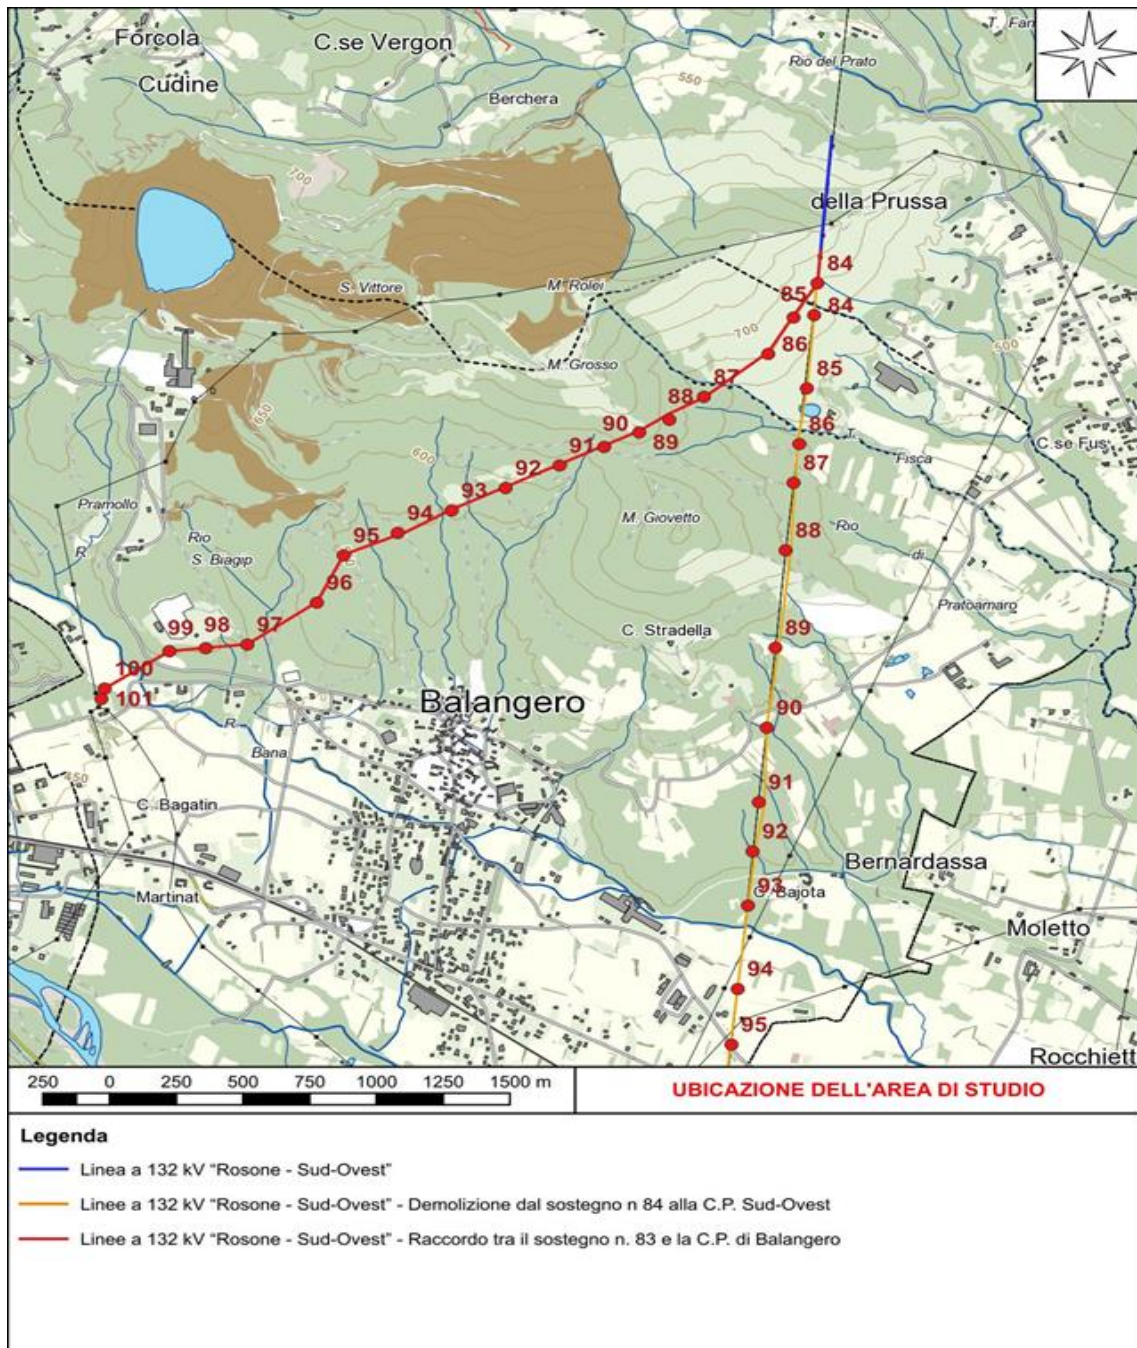 Forcola
C.se Vergon
T. Fan
Rio del Prato
Cudine
550
Berchera
700
della Prussa
84
S. Vittore
M. Rolei
85
84
700
500
86
M. Grosso
87
85
88
650
90
89
86
T.
C.se Fus
91
600
Fisca
92
87
93
Pramollo
94
M. Giovetto
Rio
88
R
Rio
95
di
S. Biagip
96
Pratoamaro
99
98
97
C. Stradella
89
100
101
Balangero
90
R.
Bana
450
91
C. Bagatin
92
Bernardassa
93
C. Bajota
Martinat
Moletto
94
95
Rocchiett
250 0 250 500 750 1000 1250 1500 m
UBICAZIONE DELL'AREA DI STUDIO
Legenda
Linea a 132 kV "Rosone - Sud-Ovest"
Linee a 132 kV "Rosone - Sud-Ovest" - Demolizione dal sostegno n 84 alla C.P. Sud-Ovest
Linee a 132 kV "Rosone - Sud-Ovest" - Raccordo tra il sostegno n. 83 e la C.P. di Balangero